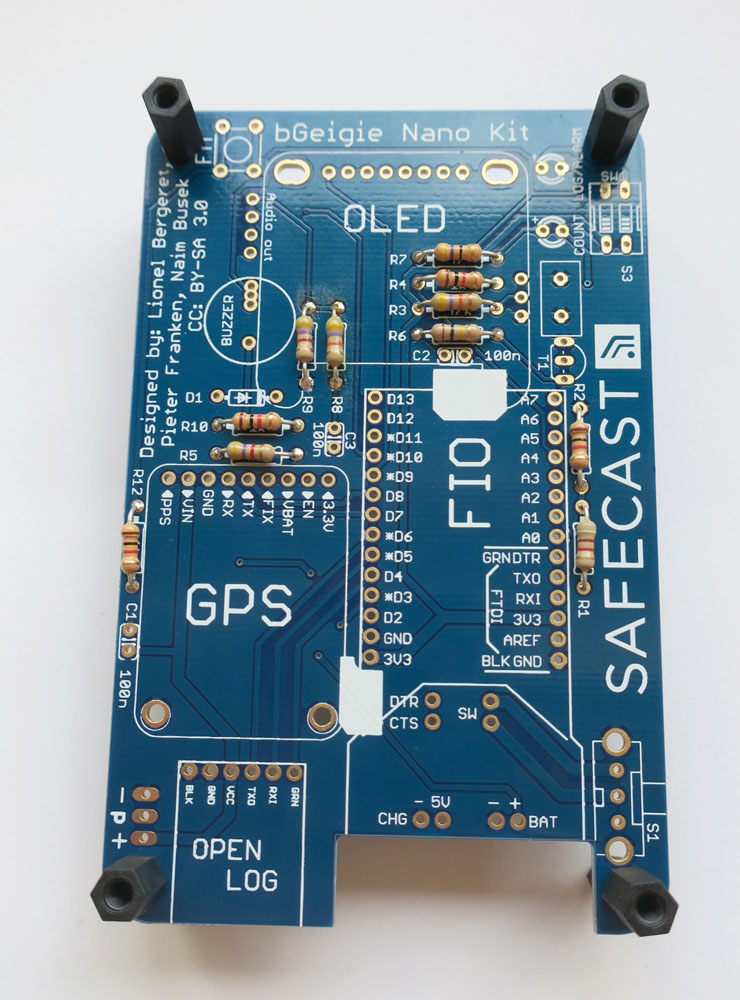 bGeigie Nano Kit
Designed by: Lionel Bergeret,
Pieter Franken, Naim Busek
CC: BY-SA 3.0
Audio out
BUZZER
OLED
COUNT
LOG/ALARM
S3
R7
R4
R3
R6
C2
100n
T1
R9
R8
D1
R10
R5
C3
100n
R2
R1
R12
C1
100n
SAFECAST
FIO
D13
D12
*D11
*D10
*D9
D8
D7
*D6
*D5
D4
*D3
D2
GND
3V3
A7
A6
A5
A4
A3
A2
A1
A0
GRN DTR
TXO
RXI
3V3
AREF
BLK GND
FTDI
PPS
VIN
GND
RX
TX
FIX
VBAT
EN
3.3V
GPS
DTR
CTS
SW
- 5V
CHG
- +
BAT
S1
BLK
GND
VCC
TXO
RXI
GRN
OPEN
LOG
- P +